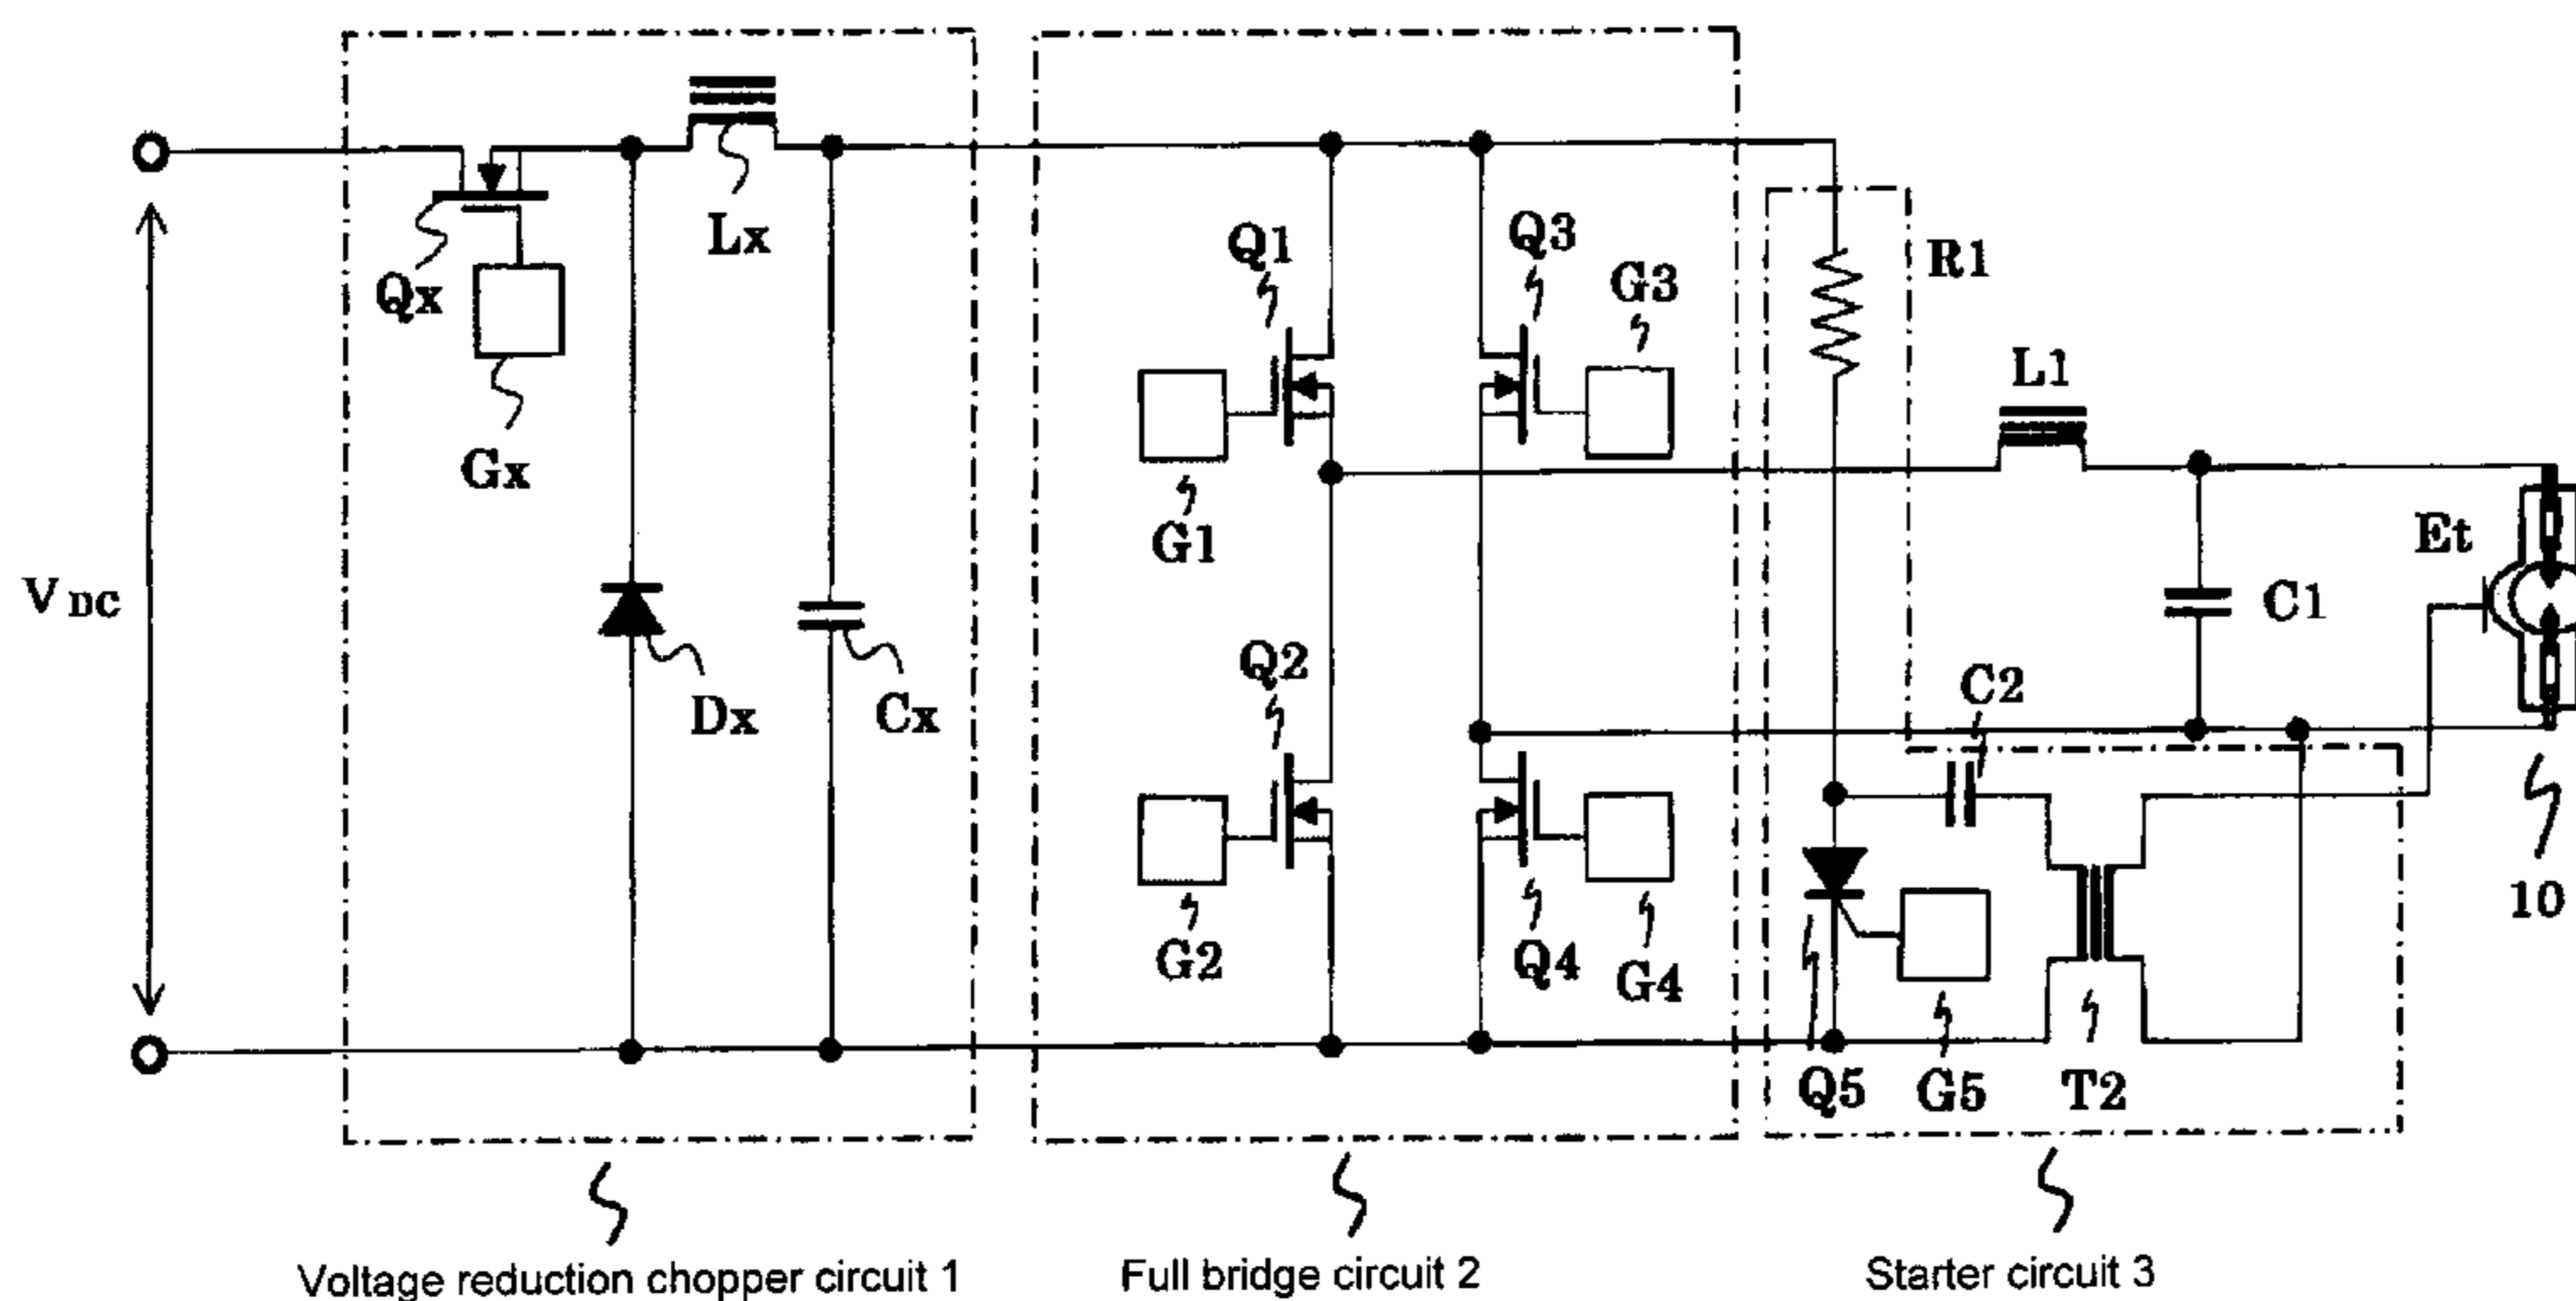 V DC
Qx
Gx
Lx
Dx
Cx
Q1
G1
Q2
G2
Q3
G3
Q4
G4
R1
L1
C1
Et
C2
10
Q5
G5
T2
Voltage reduction chopper circuit 1
Full bridge circuit 2
Starter circuit 3